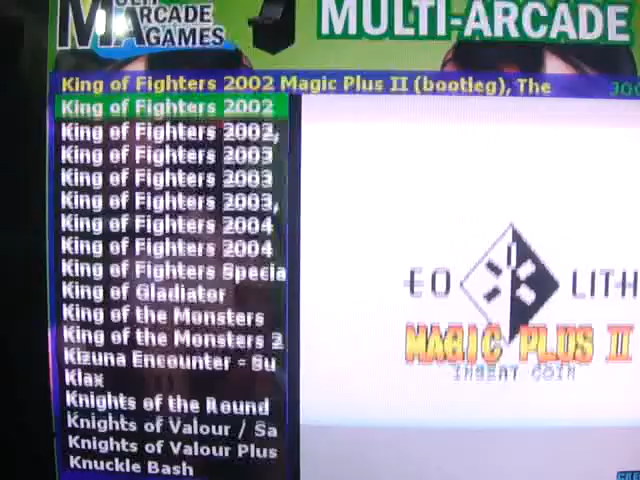 MULTI
ARCADE
GAMES
MULTI-ARCADE
King of Fighters 2002 Magic Plus II (bootleg), The
King of Fighters 2002
King of Fighters 2002,
King of Fighters 2003
King of Fighters 2003
King of Fighters 2003,
King of Fighters 2004
King of Fighters 2004
King of Fighters Specia
King of Gladiator
King of the Monsters
King of the Monsters 2
Kizuna Encounter - Su
Klax
Knights of the Round
Knights of Valour / Sa
Knights of Valour Plus
Knuckle Bash
EO LITH
MAGIC PLUS II
INSERT COIN